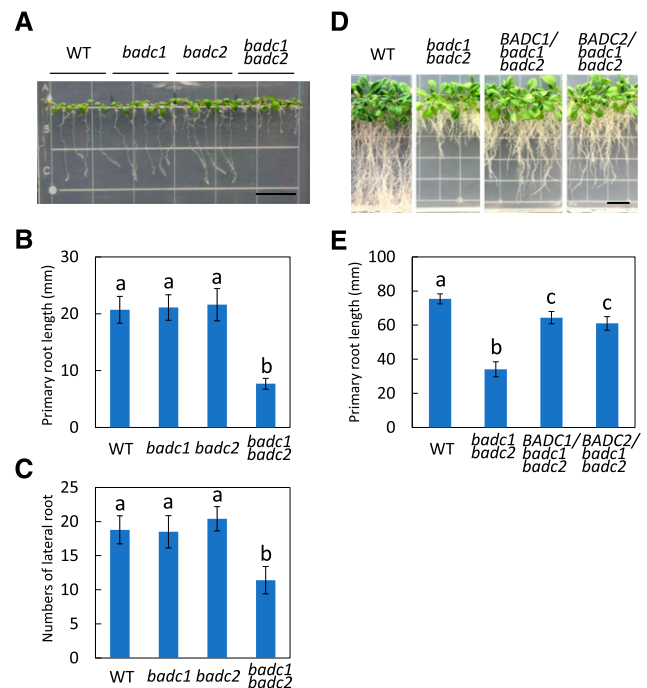 A
WT
badc1
badc2
badc1
badc2
A
B
C
D
WT
badc1
badc2
BADC1/
badc1
badc2
BADC2/
badc1
badc2
B
Primary root length (mm)
30
20
10
0
a
a
a
b
WT
badc1
badc2
badc1
badc2
E
Primary root length (mm)
100
80
60
40
20
0
a
b
c
c
WT
badc1
badc2
BADC1/
badc1
badc2
BADC2/
badc1
badc2
C
Numbers of lateral root
25
20
15
10
5
0
a
a
a
b
WT
badc1
badc2
badc1
badc2